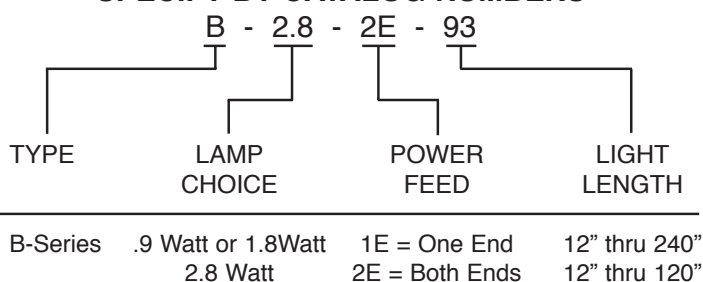 B - 2.8 - 2E - 93
TYPE LAMP CHOICE POWER FEED LIGHT LENGTH
B-Series .9 Watt or 1.8Watt 1E = One End 12” thru 240”
2.8 Watt 2E = Both Ends 12” thru 120”